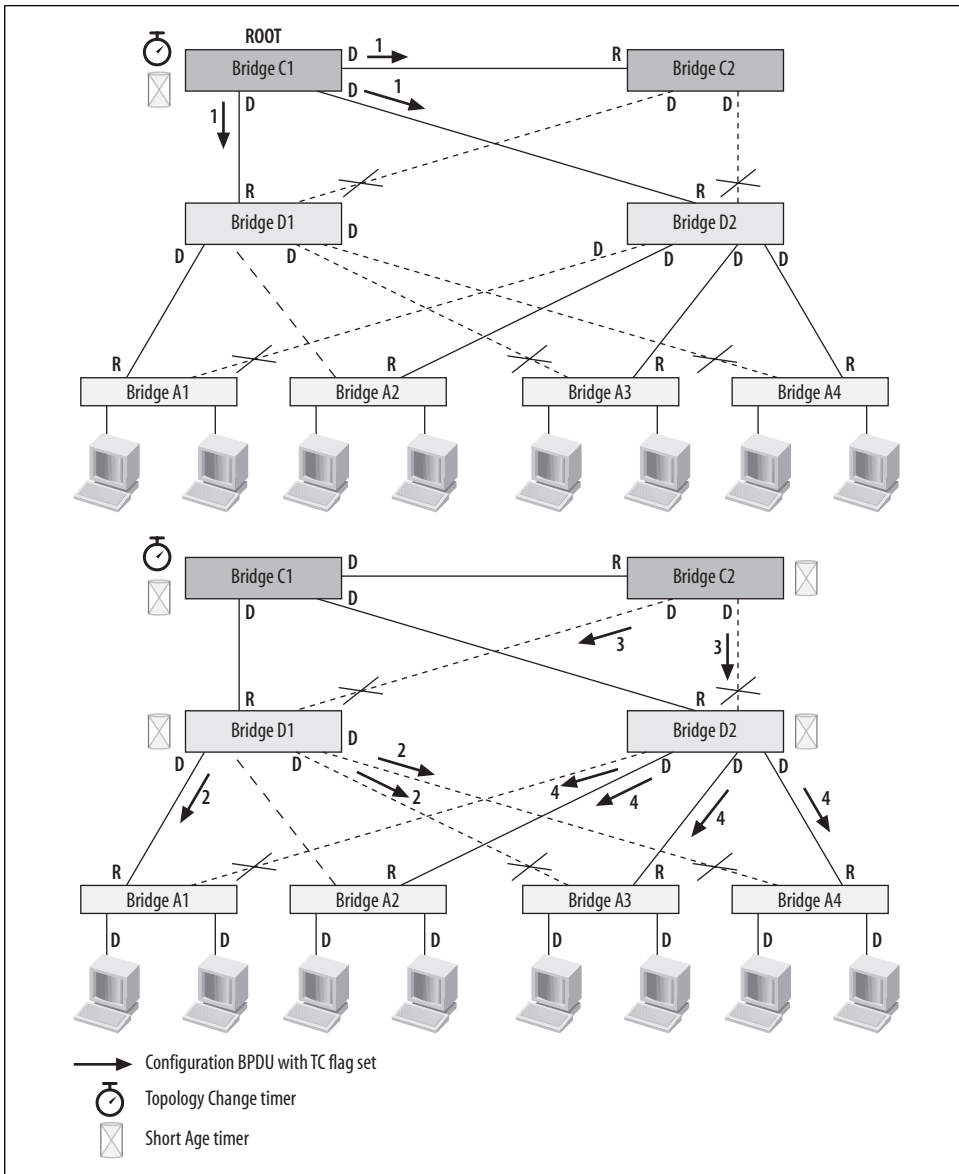 ROOT
Bridge C1
D
1
R
Bridge C2
D
1
D
D
D
1
R
R
Bridge D1
D
Bridge D2
D
D
D
D
D
D
R
R
R
R
Bridge A1
Bridge A2
Bridge A3
Bridge A4
Bridge C1
D
R
Bridge C2
D
D
D
D
3
3
R
R
Bridge D1
D
Bridge D2
D
D
2
D
D
D
2
2
4
4
4
4
R
R
R
R
Bridge A1
Bridge A2
Bridge A3
Bridge A4
D
D
D
D
D
D
D
D
Configuration BPDU with TC flag set
Topology Change timer
Short Age timer